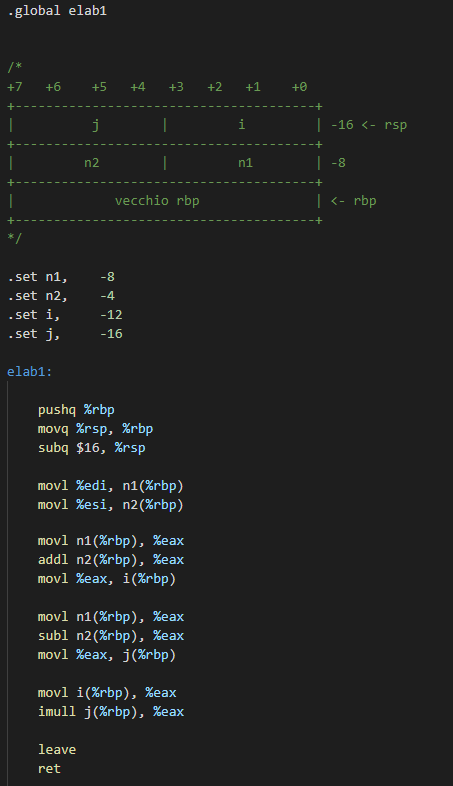 .global elab1
/*
+7 +6 +5 +4 +3 +2 +1 +0
+---------------------------------------+
| j | i | -16 <- rsp
+---------------------------------------+
| n2 | n1 | -8
+---------------------------------------+
| vecchio rbp | <- rbp
+---------------------------------------+
*/
.set n1, -8
.set n2, -4
.set i, -12
.set j, -16
elab1:
pushq %rbp
movq %rsp, %rbp
subq $16, %rsp
movl %edi, n1(%rbp)
movl %esi, n2(%rbp)
movl n1(%rbp), %eax
addl n2(%rbp), %eax
movl %eax, i(%rbp)
movl n1(%rbp), %eax
subl n2(%rbp), %eax
movl %eax, j(%rbp)
movl i(%rbp), %eax
imull j(%rbp), %eax
leave
ret